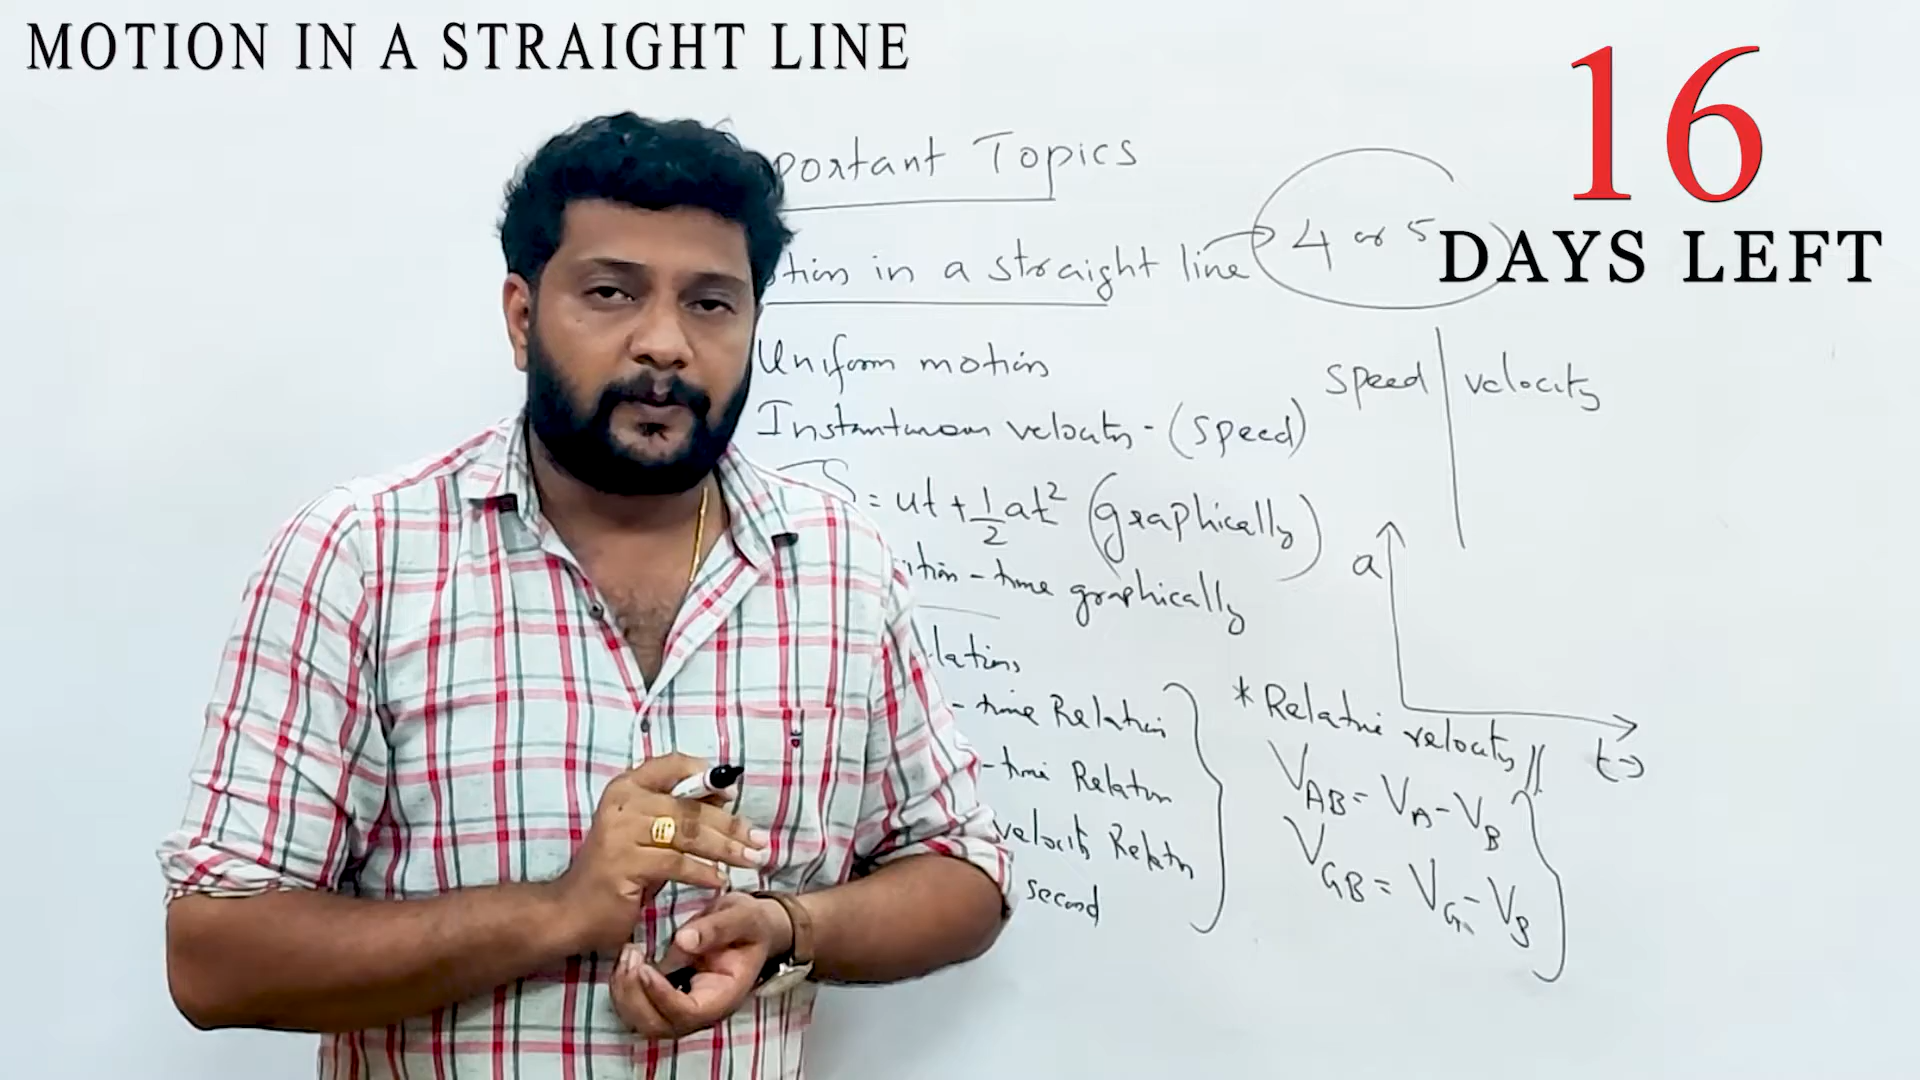 MOTION IN A STRAIGHT LINE
16
DAYS LEFT
portant Topics
tion in a straight line → 4 or 5
Uniform motion
speed | velocity
Instantaneous velocity - (speed)
S = ut + 1/2 at² (graphically)
ition - time graphically
a
t →
lations
- time Relation
- time Relation
velocity Relatn
second
* Relative velocity //
V_AB = V_A - V_B
V_GB = V_G - V_B